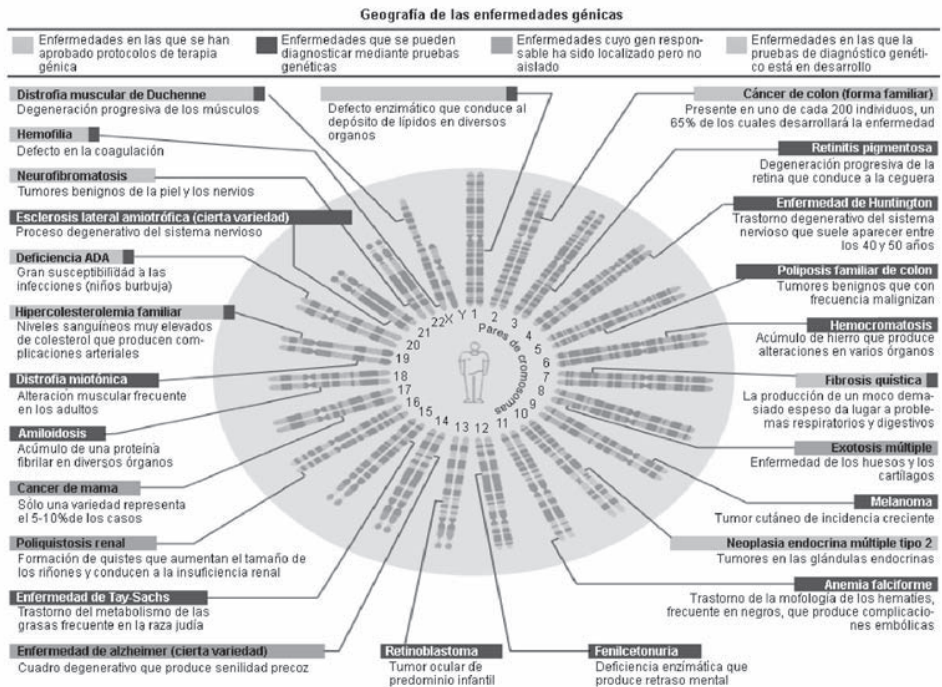 Geografía de las enfermedades génicas
Enfermedades en las que se han
aprobado protocolos de terapia
génica
Enfermedades que se pueden
diagnosticar mediante pruebas
genéticas
Enfermedades cuyo gen respon-
sable ha sido localizado pero no
aislado
Enfermedades en las que la
pruebas de diagnóstico genéti-
co está en desarrollo
Distrofia muscular de Duchenne
Degeneración progresiva de los músculos
Hemofilia
Defecto en la coagulación
Neurofibromatosis
Tumores benignos de la piel y los nervios
Esclerosis lateral amiotrófica (cierta variedad)
Proceso degenerativo del sistema nervioso
Deficiencia ADA
Gran susceptibilidad a las
infecciones (niños burbuja)
Hipercolesterolemia familiar
Niveles sanguíneos muy elevados
de colesterol que producen com-
plicaciones arteriales
Distrofia miotónica
Alteración muscular frecuente
en los adultos
Amiloidosis
Acúmulo de una proteína
fibrilar en diversos órganos
Cancer de mama
Sólo una variedad representa
el 5-10%de los casos
Poliquistosis renal
Formación de quistes que aumentan el tamaño de
los riñones y conducen a la insuficiencia renal
Enfermedad de Tay-Sachs
Trastorno del metabolismo de las
grasas frecuente en la raza judía
Enfermedad de alzheimer (cierta variedad)
Cuadro degenerativo que produce senilidad precoz
Defecto enzimático que conduce al
depósito de lípidos en diversos
organos
Pares de cromosomas
1
2
3
4
5
6
7
8
9
10
11
12
13
14
15
16
17
18
19
20
21
22
X
Y
Retinoblastoma
Tumor ocular de
predominio infantil
Fenilcetonuria
Deficiencia enzimática que
produce retraso mental
Cáncer de colon (forma familiar)
Presente en uno de cada 200 individuos, un
65% de los cuales desarrollará la enfermedad
Retinitis pigmentosa
Degeneración progresiva de la
retina que conduce a la ceguera
Enfermedad de Huntington
Trastorno degenerativo del sistema
nervioso que suele aparecer entre
los 40 y 50 años
Poliposis familiar de colon
Tumores benignos que con
frecuencia malignizan
Hemocromatosis
Acúmulo de hierro que produce
alteraciones en varios órganos
Fibrosis quística
La producción de un moco dema-
siado espeso da lugar a proble-
mas respiratorios y digestivos
Exotosis múltiple
Enfermedad de los huesos y los
cartílagos
Melanoma
Tumor cutáneo de incidencia creciente
Neoplasia endocrina múltiple tipo 2
Tumores en las glándulas endocrinas
Anemia falciforme
Trastorno de la mofología de los hematíes,
frecuente en negros, que produce complicacio-
nes embólicas